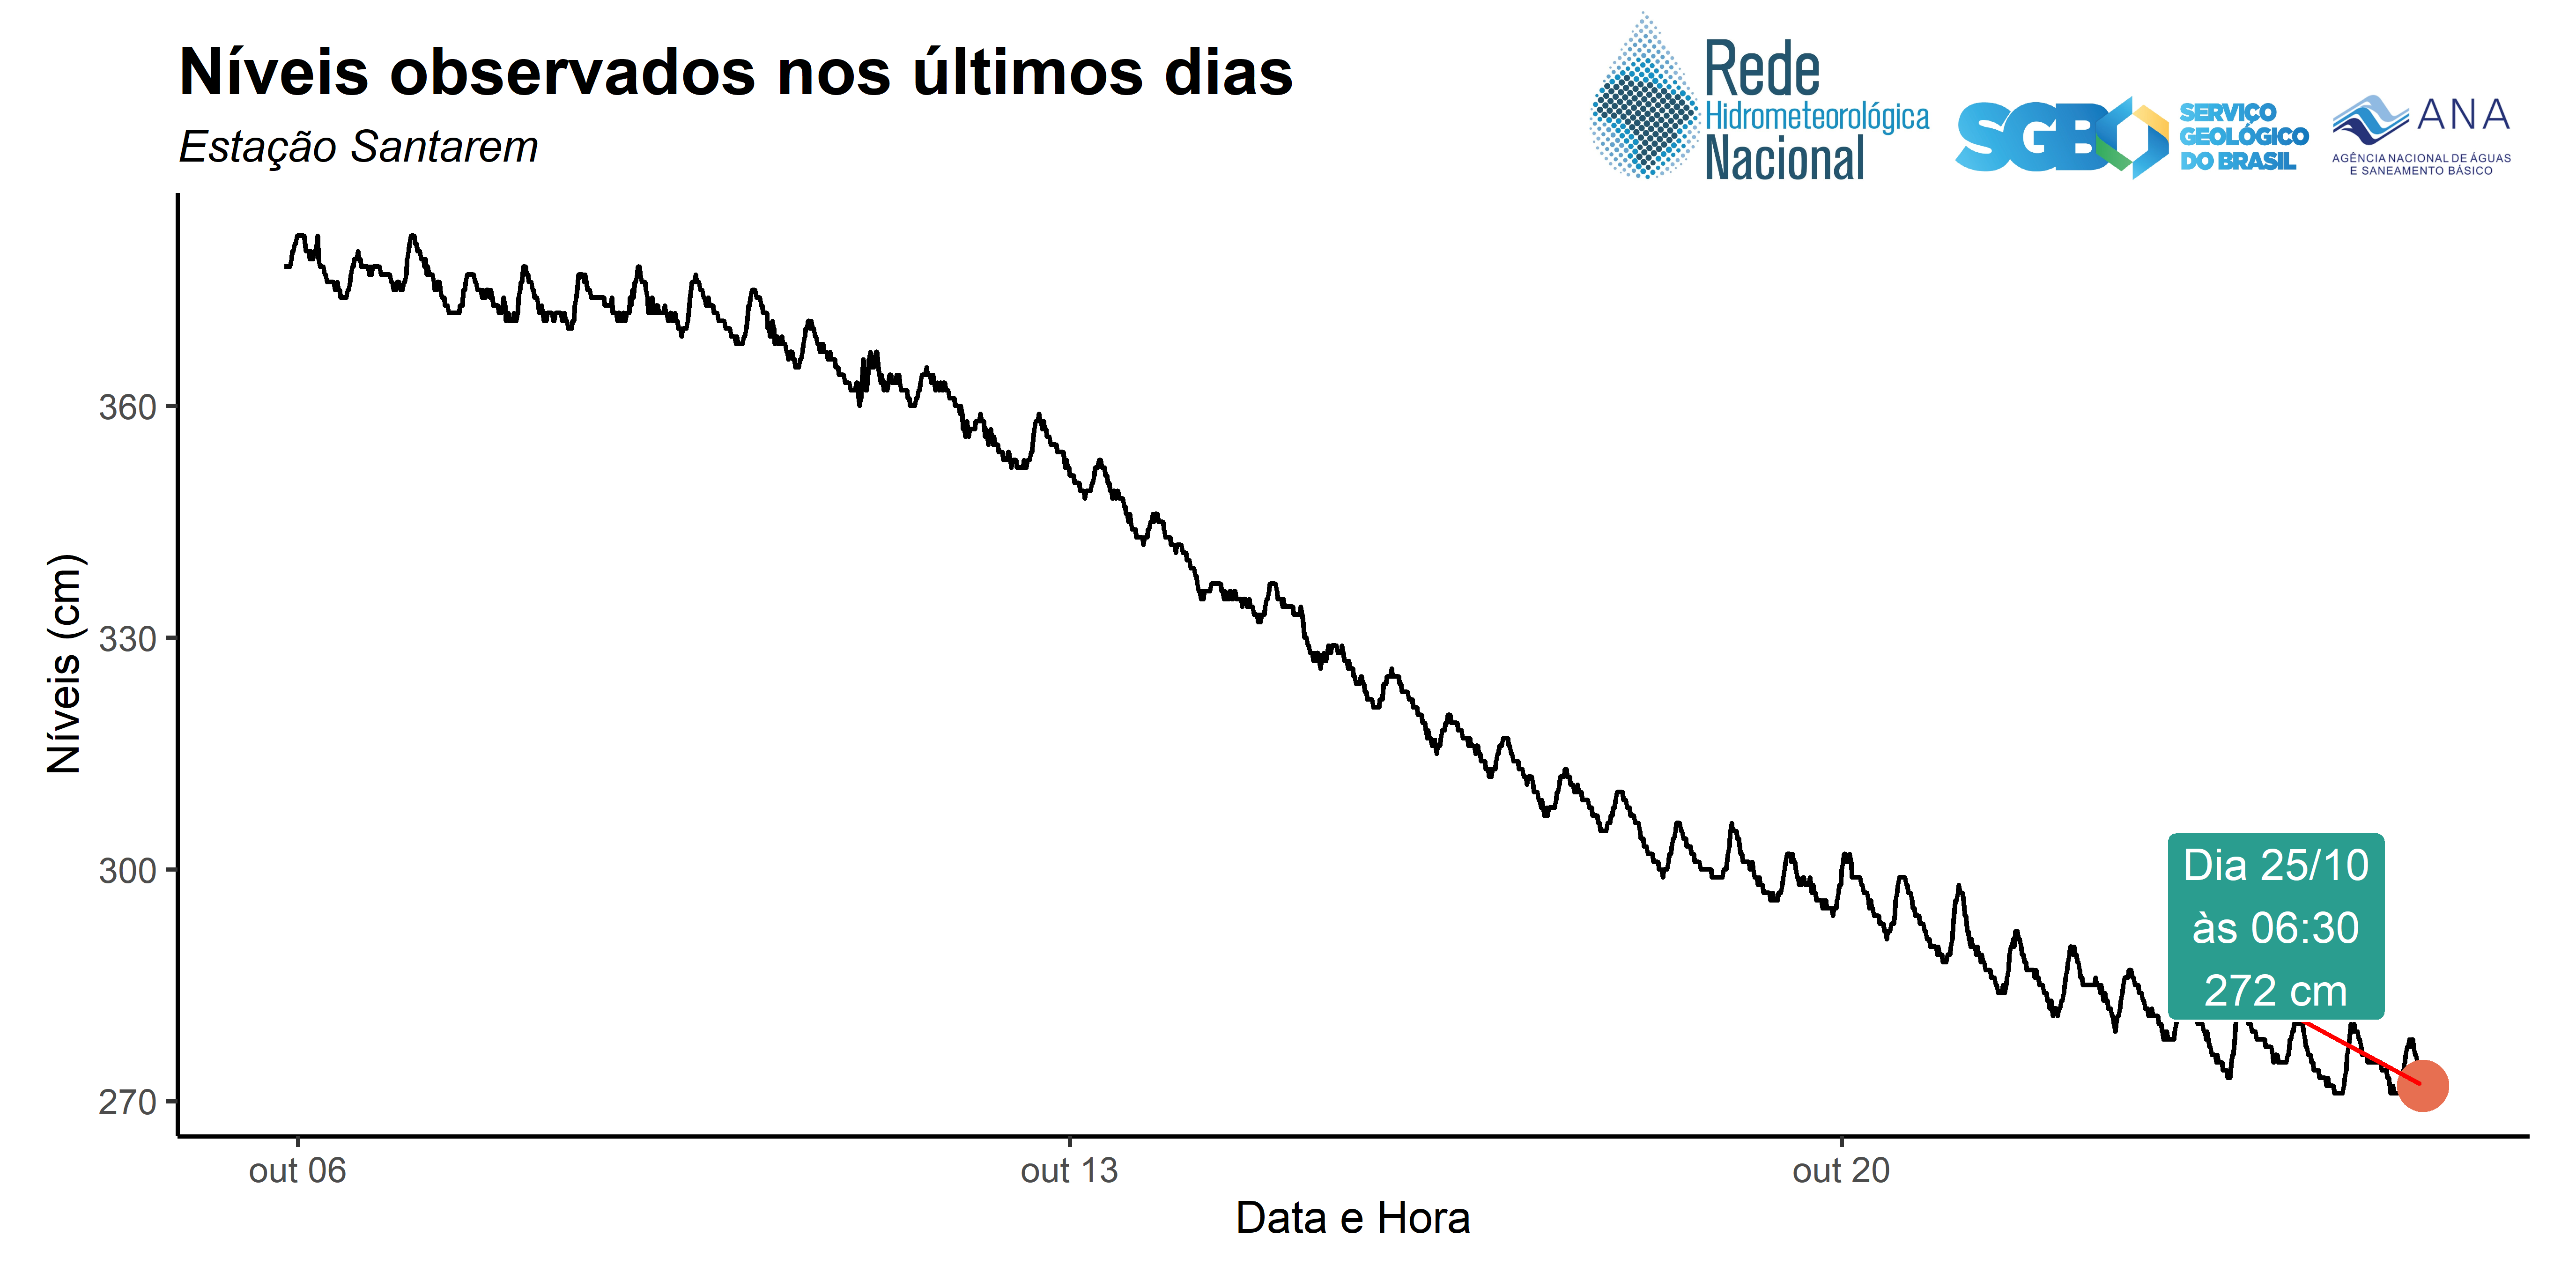 Níveis observados nos últimos dias
Estação Santarem
Rede
Hidrometeorológica
Nacional
SGB
SERVIÇO
GEOLÓGICO
DO BRASIL
ANA
AGÊNCIA NACIONAL DE ÁGUAS
E SANEAMENTO BÁSICO
Níveis (cm)
360
330
300
270
Dia 25/10
às 06:30
272 cm
out 06
out 13
out 20
Data e Hora